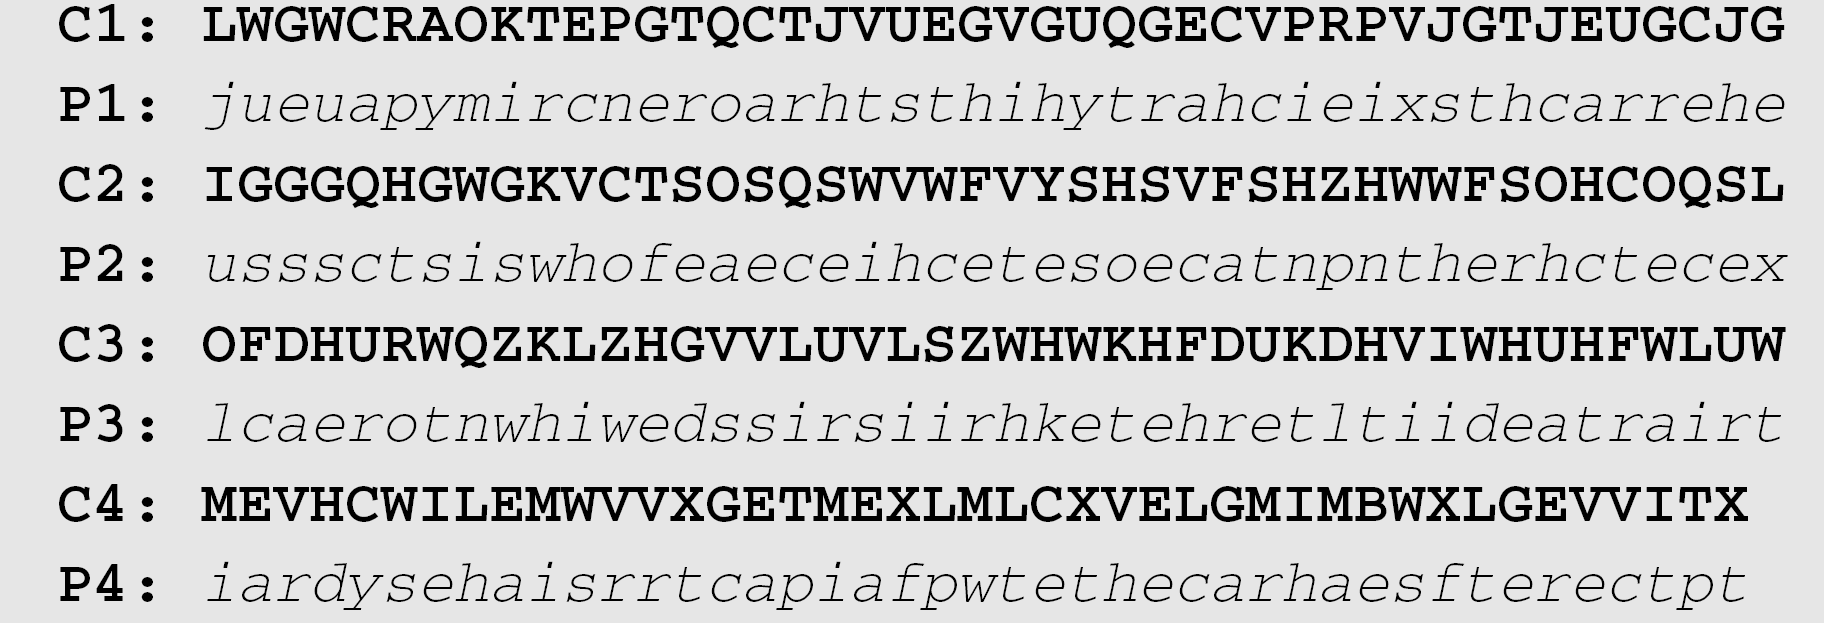 C1: LWGWCRAOKTEPGTQCTJVUEGVGUQGECVPRPVJGTJEUGCJG
P1: jueuapymircneroarhtsthihytrahcieixsthcarrehe
C2: IGGGQHGWGKVCTSOSQSWVWFVYSHSVFSHZHWWFSOHCOQSL
P2: usssctsiswhofeaeceihcetesoecatnpntherhctecex
C3: OFDHURWQZKLZHGVVLUVLSZWHWKHFDUKDHVIWHUHFWLUW
P3: lcaerotnwhiwedssirsiirhketehretltiideatrairt
C4: MEVHCWILEMWVVXGETMEXLMLCXVELGMIMBWXLGEVVITX
P4: iardysehaisrrtcapiafpwtethecarhaesfterectpt